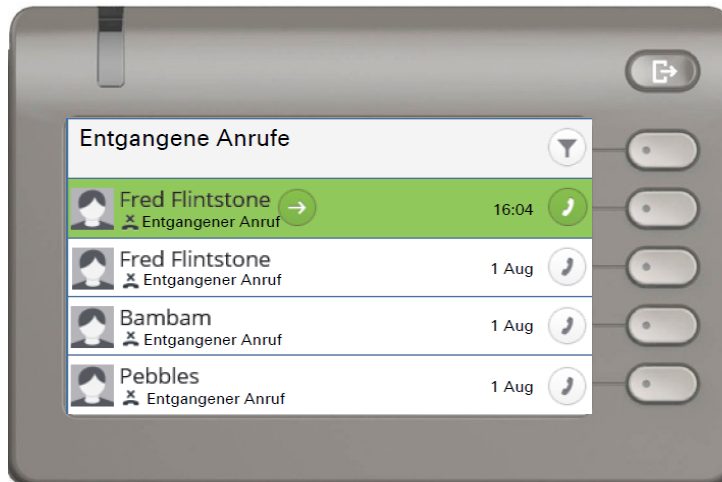 Entgangene Anrufe
Fred Flintstone
Entgangener Anruf
16:04
Fred Flintstone
Entgangener Anruf
1 Aug
Bambam
Entgangener Anruf
1 Aug
Pebbles
Entgangener Anruf
1 Aug